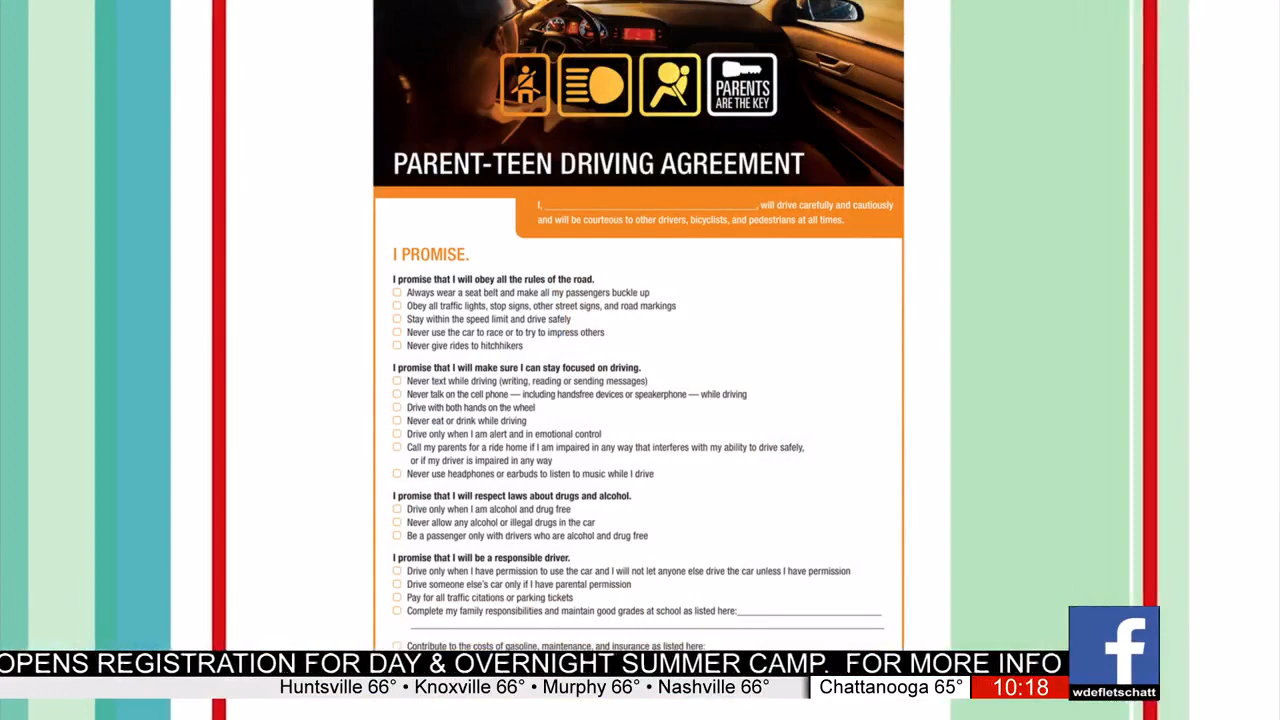 PARENTS
ARE THE KEY
PARENT-TEEN DRIVING AGREEMENT
I, ______________________________, will drive carefully and cautiously
and will be courteous to other drivers, bicyclists, and pedestrians at all times.
I PROMISE.
I promise that I will obey all the rules of the road.
Always wear a seat belt and make all my passengers buckle up
Obey all traffic lights, stop signs, other street signs, and road markings
Stay within the speed limit and drive safely
Never use the car to race or to try to impress others
Never give rides to hitchhikers
I promise that I will make sure I can stay focused on driving.
Never text while driving (writing, reading or sending messages)
Never talk on the cell phone — including handsfree devices or speakerphone — while driving
Drive with both hands on the wheel
Never eat or drink while driving
Drive only when I am alert and in emotional control
Call my parents for a ride home if I am impaired in any way that interferes with my ability to drive safely,
or if my driver is impaired in any way
Never use headphones or earbuds to listen to music while I drive
I promise that I will respect laws about drugs and alcohol.
Drive only when I am alcohol and drug free
Never allow any alcohol or illegal drugs in the car
Be a passenger only with drivers who are alcohol and drug free
I promise that I will be a responsible driver.
Drive only when I have permission to use the car and I will not let anyone else drive the car unless I have permission
Drive someone else's car only if I have parental permission
Pay for all traffic citations or parking tickets
Complete my family responsibilities and maintain good grades at school as listed here:____________________
Contribute to the costs of gasoline, maintenance, and insurance as listed here:
OPENS REGISTRATION FOR DAY & OVERNIGHT SUMMER CAMP. FOR MORE INFO
f
wdefletschatt
Huntsville 66° • Knoxville 66° • Murphy 66° • Nashville 66°
Chattanooga 65°
10:18